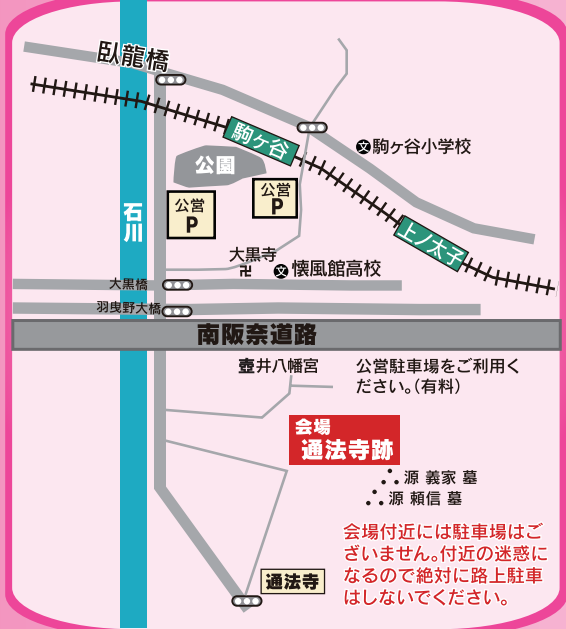 臥龍橋
駒ヶ谷
文駒ヶ谷小学校
公園
公営
P
公営
P
石川
上ノ太子
大黒寺
卍
文懐風館高校
大黒橋
羽曳野大橋
南阪奈道路
壺井八幡宮
公営駐車場をご利用く
ださい。(有料)
会場
通法寺跡
源 義家 墓
源 頼信 墓
会場付近には駐車場はご
ざいません。付近の迷惑に
なるので絶対に路上駐車
はしないでください。
通法寺